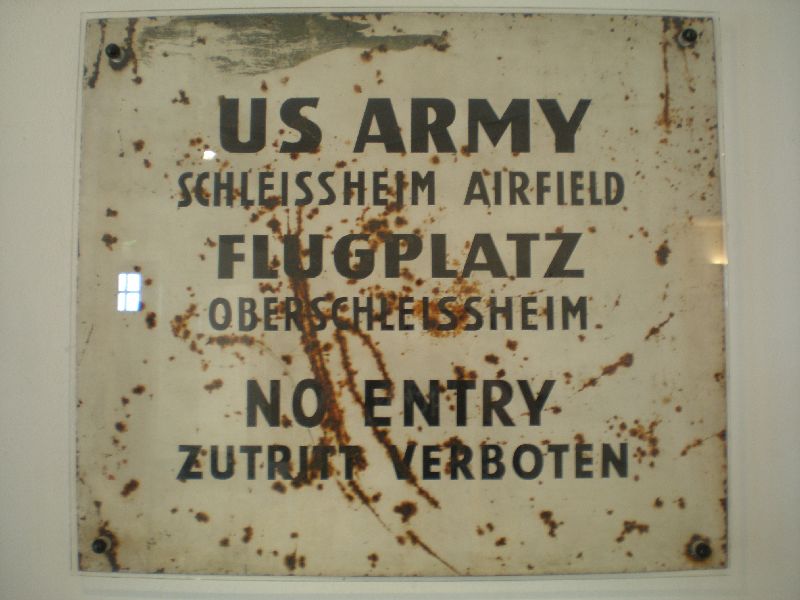 US ARMY
SCHLEISSHEIM AIRFIELD
FLUGPLATZ
OBERSCHLEISSHEIM
NO ENTRY
ZUTRITT VERBOTEN